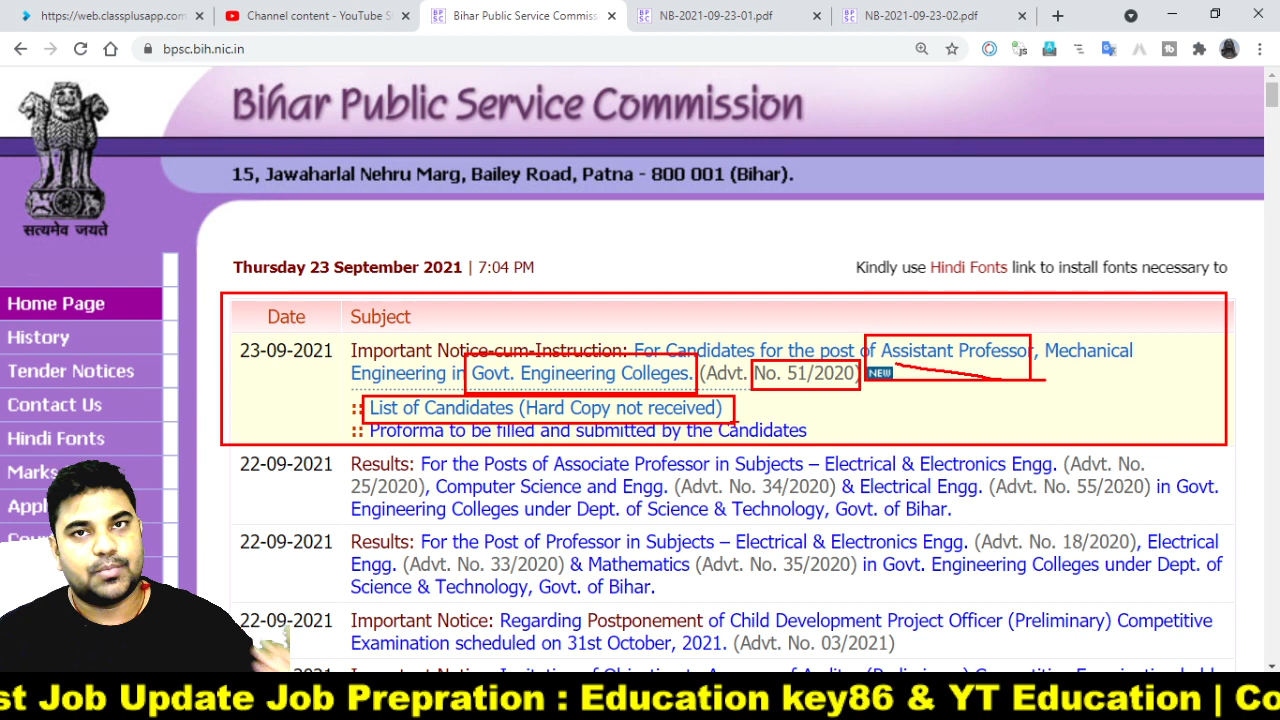 https://web.classplusapp.com
Channel content - YouTube S
Bihar Public Service Commiss
NB-2021-09-23-01.pdf
NB-2021-09-23-02.pdf
bpsc.bih.nic.in
Bihar Public Service Commission
15, Jawaharlal Nehru Marg, Bailey Road, Patna - 800 001 (Bihar).
सत्यमेव जयते
Thursday 23 September 2021 | 7:04 PM
Kindly use Hindi Fonts link to install fonts necessary to
Home Page
History
Tender Notices
Contact Us
Hindi Fonts
Marks
App
Date Subject
23-09-2021 Important Notice-cum-Instruction: For Candidates for the post of Assistant Professor, Mechanical
Engineering in Govt. Engineering Colleges. (Advt. No. 51/2020) NEW
:: List of Candidates (Hard Copy not received)
:: Proforma to be filled and submitted by the Candidates
22-09-2021 Results: For the Posts of Associate Professor in Subjects – Electrical & Electronics Engg. (Advt. No.
25/2020), Computer Science and Engg. (Advt. No. 34/2020) & Electrical Engg. (Advt. No. 55/2020) in Govt.
Engineering Colleges under Dept. of Science & Technology, Govt. of Bihar.
22-09-2021 Results: For the Post of Professor in Subjects – Electrical & Electronics Engg. (Advt. No. 18/2020), Electrical
Engg. (Advt. No. 33/2020) & Mathematics (Advt. No. 35/2020) in Govt. Engineering Colleges under Dept. of
Science & Technology, Govt. of Bihar.
22-09-2021 Important Notice: Regarding Postponement of Child Development Project Officer (Preliminary) Competitive
Examination scheduled on 31st October, 2021. (Advt. No. 03/2021)
st Job Update Job Prepration : Education key86 & YT Education | Co